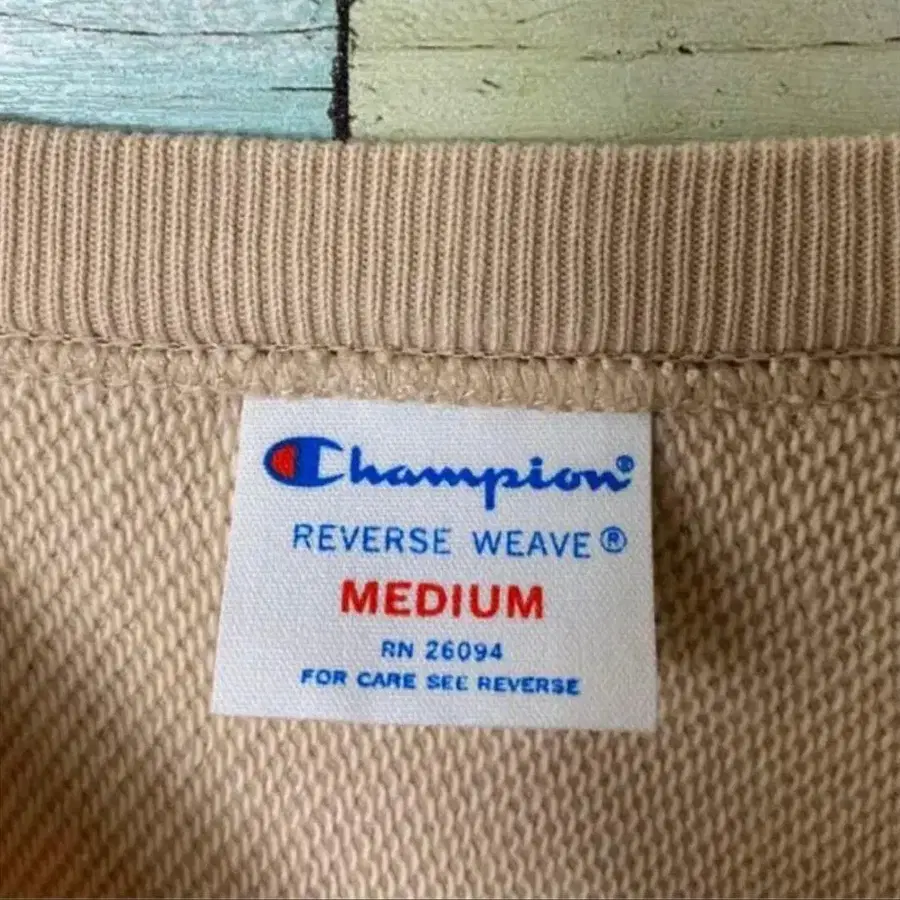 Champion®
REVERSE WEAVE®
MEDIUM
RN 26094
FOR CARE SEE REVERSE